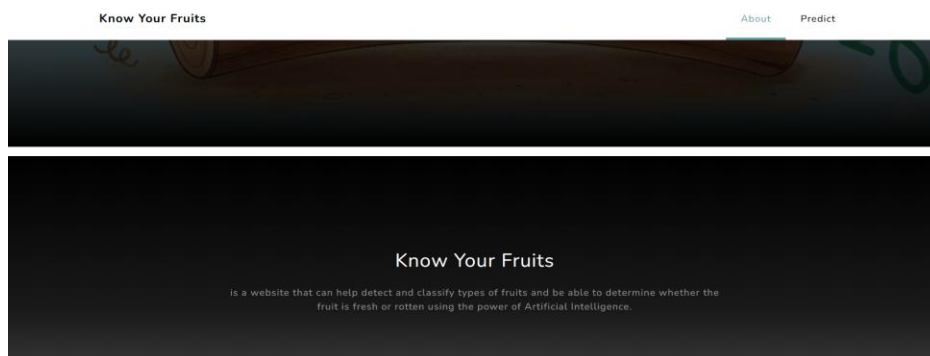 Know Your Fruits
About
Predict
Know Your Fruits
is a website that can help detect and classify types of fruits and be able to determine whether the
fruit is fresh or rotten using the power of Artificial Intelligence.